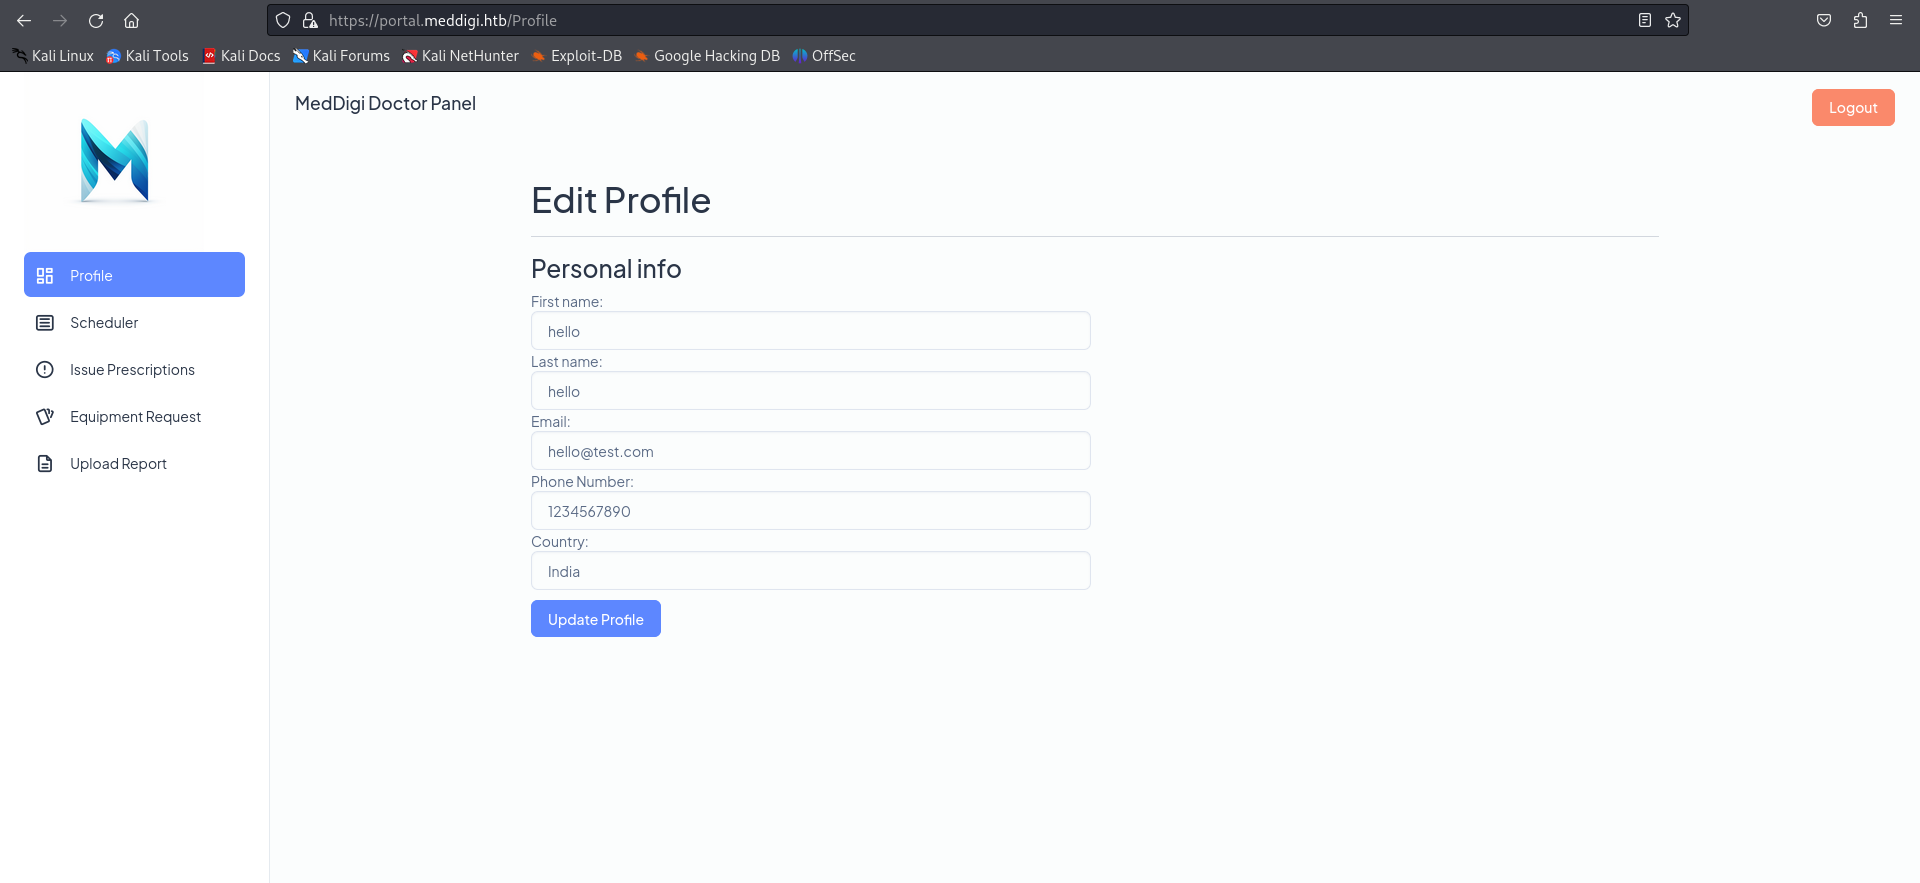 https://portal.meddigi.htb/Profile
Kali Linux Kali Tools Kali Docs Kali Forums Kali NetHunter Exploit-DB Google Hacking DB OffSec
MedDigi Doctor Panel
Logout
Profile
Scheduler
Issue Prescriptions
Equipment Request
Upload Report
Edit Profile
Personal info
First name:
hello
Last name:
hello
Email:
hello@test.com
Phone Number:
1234567890
Country:
India
Update Profile